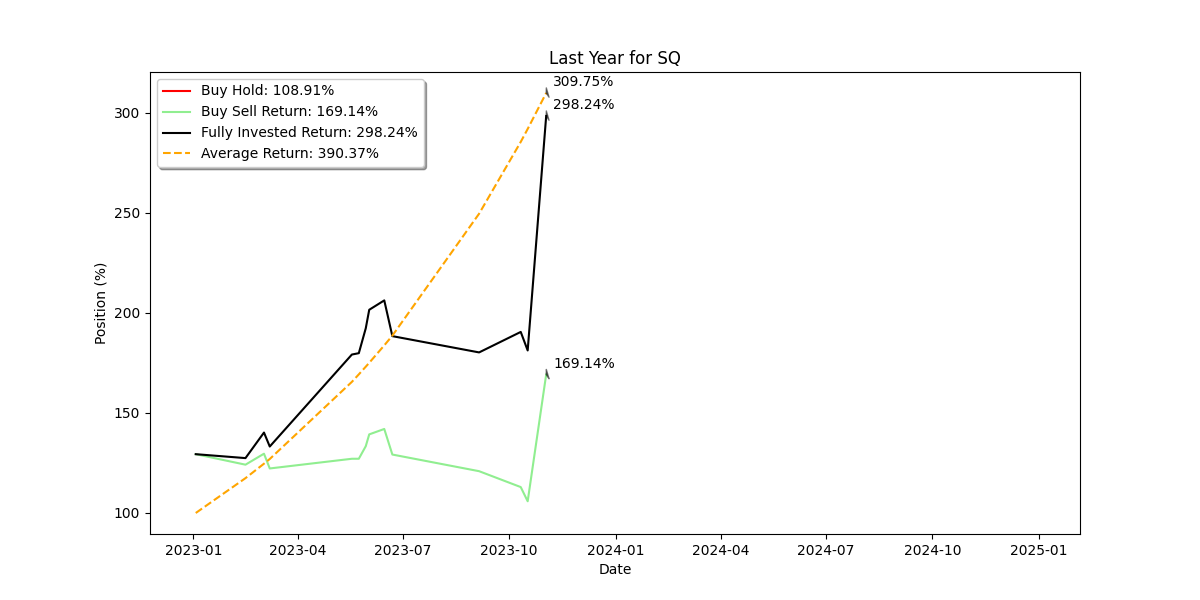 Last Year for SQ
Buy Hold: 108.91%
Buy Sell Return: 169.14%
Fully Invested Return: 298.24%
Average Return: 390.37%
309.75%
298.24%
169.14%
Position (%)
300
250
200
150
100
2023-01
2023-04
2023-07
2023-10
2024-01
2024-04
2024-07
2024-10
2025-01
Date